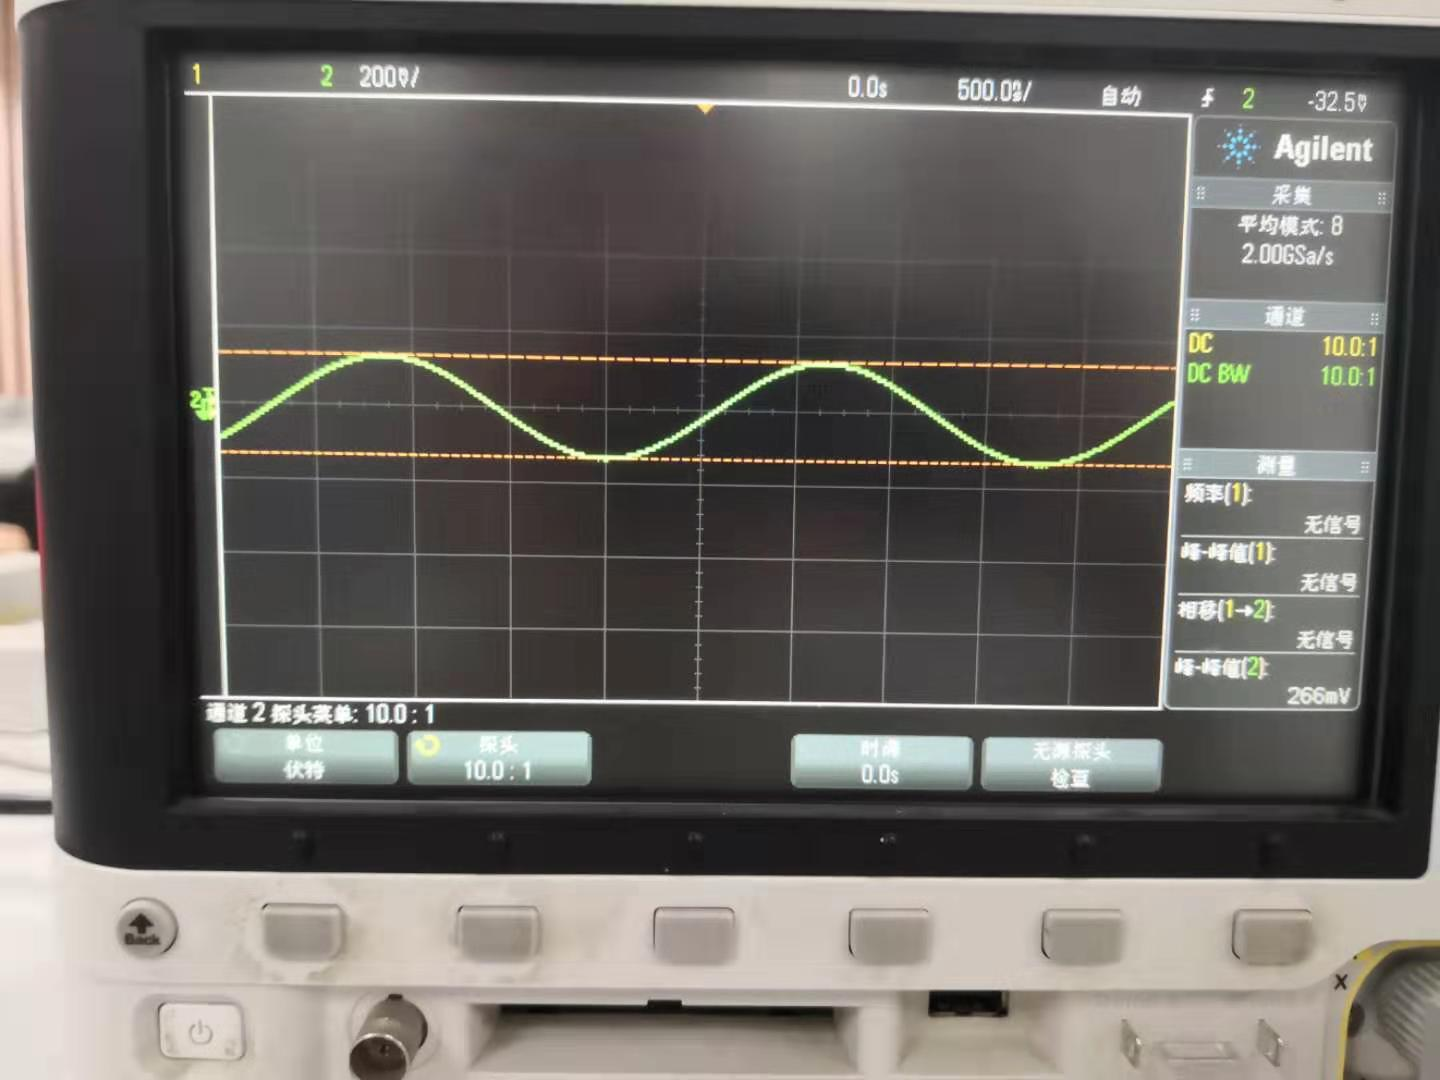 1 2 200V/ 0.0s 500.0ns/ 自动 2 -32.5V
Agilent
采集
平均模式: 8
2.00GSa/s
通道
DC 10.0:1
DC BW 10.0:1
测量
频率(1):
无信号
峰-峰值(1):
无信号
相移(1→2):
无信号
峰-峰值(2):
266mV
通道 2 探头菜单: 10.0 : 1
单位
伏特
探头
10.0 : 1
时滞
0.0s
无源探头
检查
Back
X